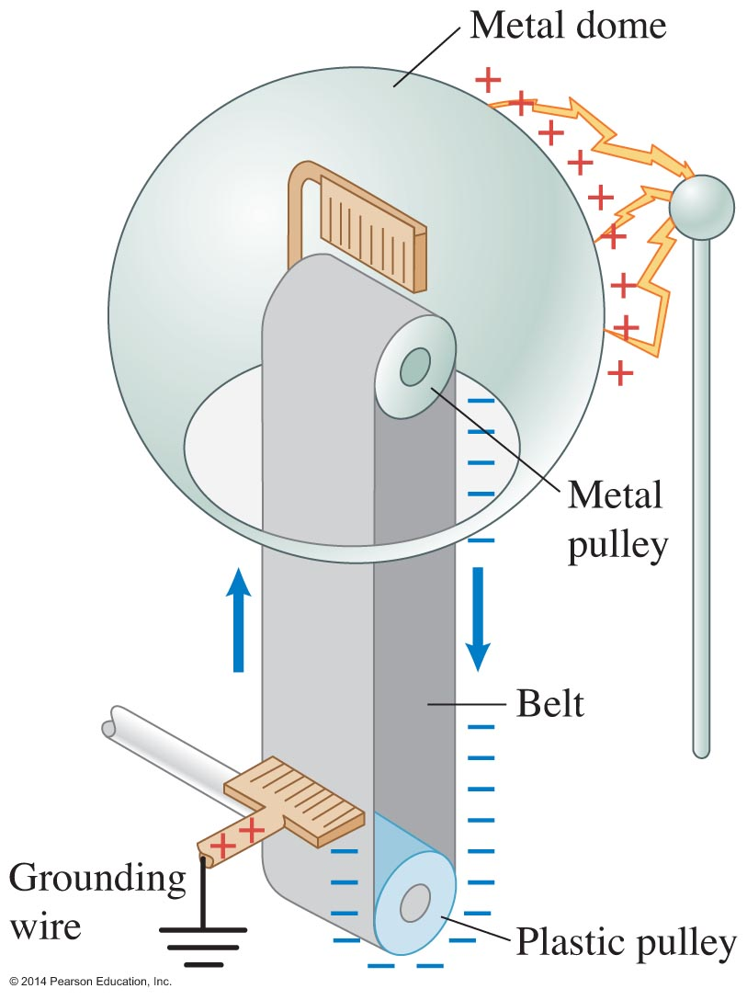 Metal dome
Metal
pulley
Belt
Grounding
wire
Plastic pulley
© 2014 Pearson Education, Inc.